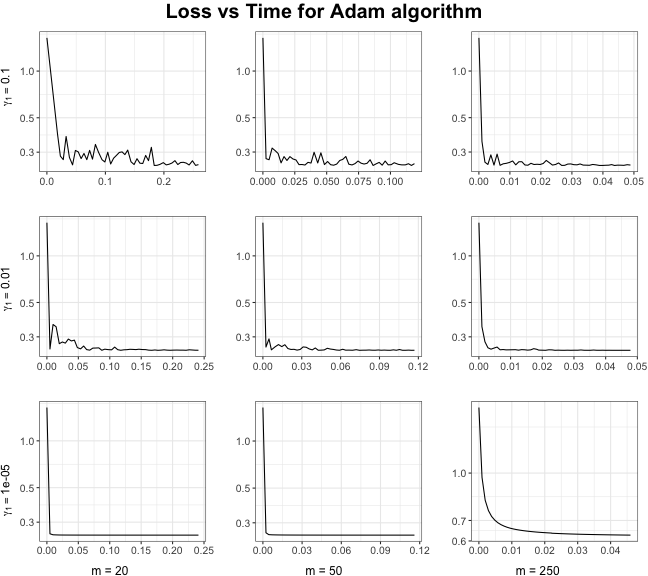 Loss vs Time for Adam algorithm
γ₁ = 0.1
1.0
0.5
0.3
0.0 0.1 0.2
1.0
0.5
0.3
0.000 0.025 0.050 0.075 0.100
1.0
0.5
0.3
0.00 0.01 0.02 0.03 0.04 0.05
γ₁ = 0.01
1.0
0.5
0.3
0.00 0.05 0.10 0.15 0.20 0.25
1.0
0.5
0.3
0.00 0.03 0.06 0.09 0.12
1.0
0.5
0.3
0.00 0.01 0.02 0.03 0.04 0.05
γ₁ = 1e-05
1.0
0.5
0.3
0.00 0.05 0.10 0.15 0.20 0.25
m = 20
1.0
0.5
0.3
0.00 0.03 0.06 0.09 0.12
m = 50
1.0
0.7
0.6
0.00 0.01 0.02 0.03 0.04
m = 250